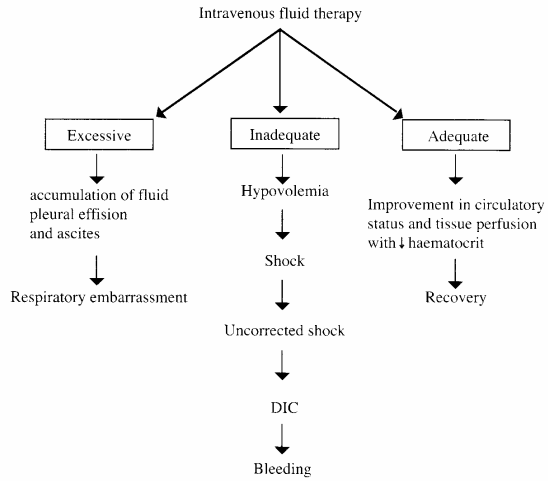 Intravenous fluid therapy
Excessive
Inadequate
Adequate
accumulation of fluid
pleural effision
and ascites
Respiratory embarrassment
Hypovolemia
Shock
Uncorrected shock
DIC
Bleeding
Improvement in circulatory
status and tissue perfusion
with ↓ haematocrit
Recovery